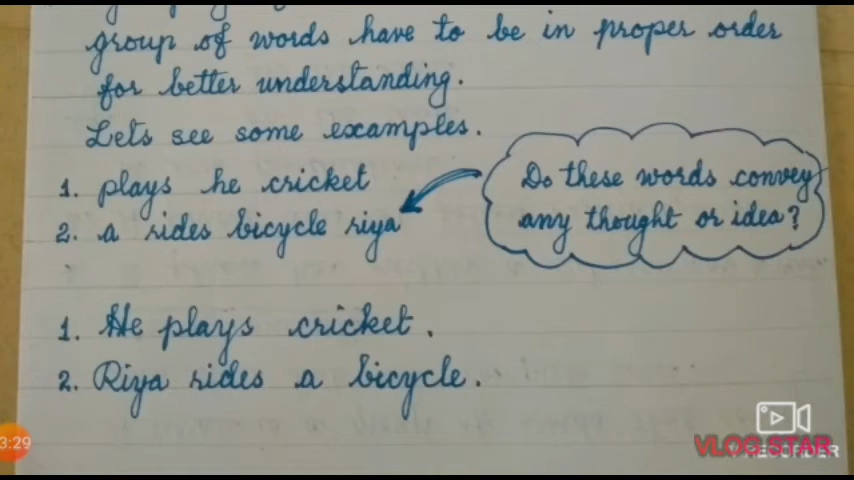 group of words have to be in proper order
for better understanding.
Lets see some examples.
1. plays he cricket
2. a rides bicycle riya
Do these words convey
any thought or idea?
1. He plays cricket.
2. Riya rides a bicycle.
3:29
VLOG STAR
RECORDER